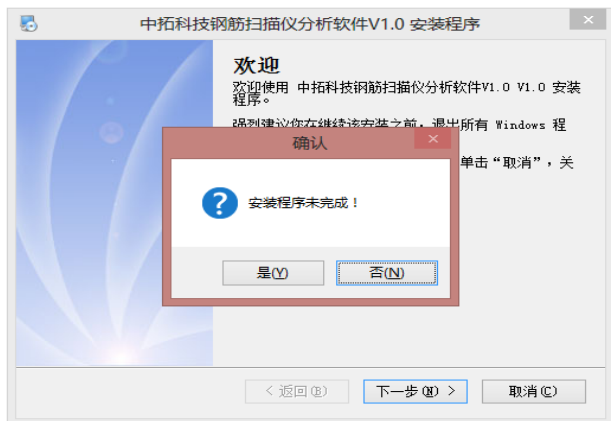 中拓科技钢筋扫描仪分析软件V1.0 安装程序
欢迎
欢迎使用 中拓科技钢筋扫描仪分析软件V1.0 V1.0 安装
程序。
强烈建议你在继续该安装之前，退出所有 Windows 程
单击“取消”，关
确认
安装程序未完成！
是(Y)
否(N)
< 返回(B)
下一步(N) >
取消(C)